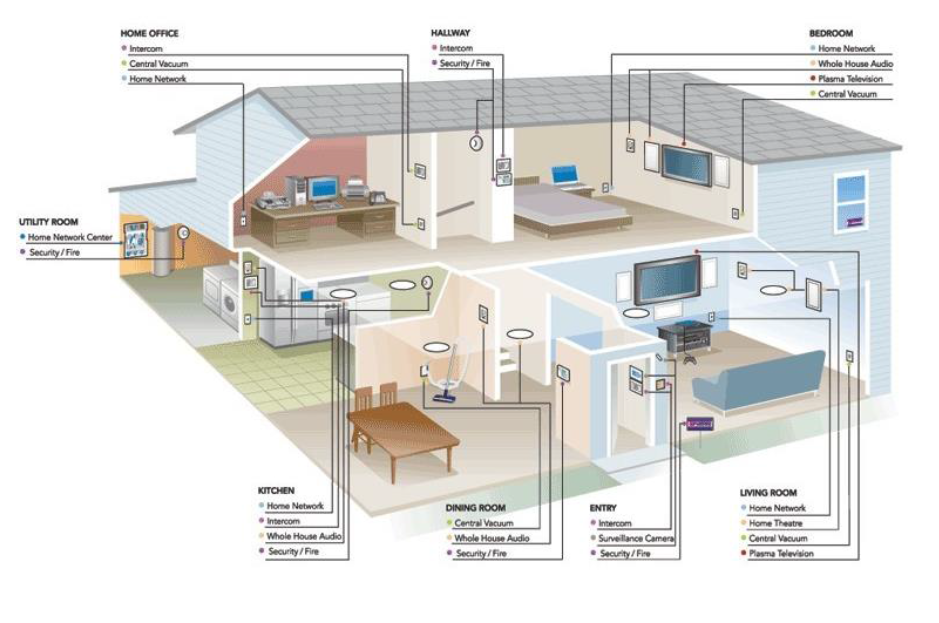 HOME OFFICE
Intercom
Central Vacuum
Home Network
HALLWAY
Intercom
Security / Fire
BEDROOM
Home Network
Whole House Audio
Plasma Television
Central Vacuum
UTILITY ROOM
Home Network Center
Security / Fire
KITCHEN
Home Network
Intercom
Whole House Audio
Security / Fire
DINING ROOM
Central Vacuum
Whole House Audio
Security / Fire
ENTRY
Intercom
Surveillance Camera
Security / Fire
LIVING ROOM
Home Network
Home Theatre
Central Vacuum
Plasma Television